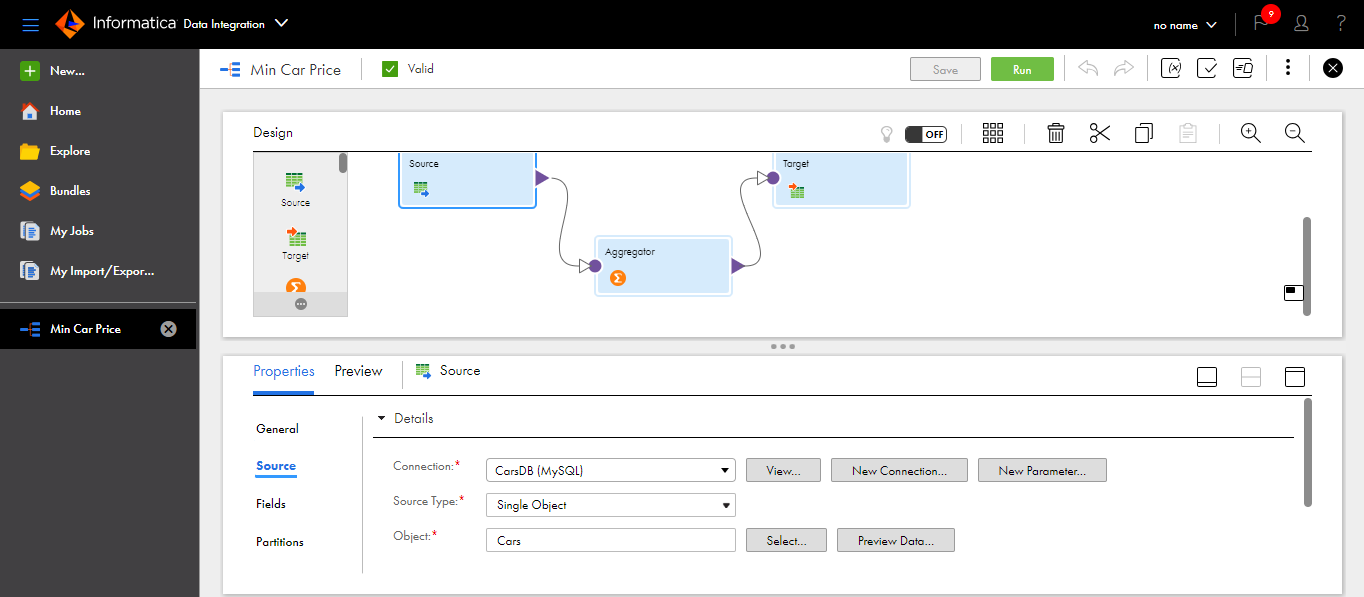 Informatica Data Integration
no name
9
?
New...
Home
Explore
Bundles
My Jobs
My Import/Expor...
Min Car Price
Min Car Price
Valid
Save
Run
(x)
Design
OFF
Source
Target
Σ
Source
Target
Aggregator
Σ
Properties
Preview
Source
General
Source
Fields
Partitions
Details
Connection:*
CarsDB (MySQL)
View...
New Connection...
New Parameter...
Source Type:*
Single Object
Object:*
Cars
Select...
Preview Data...